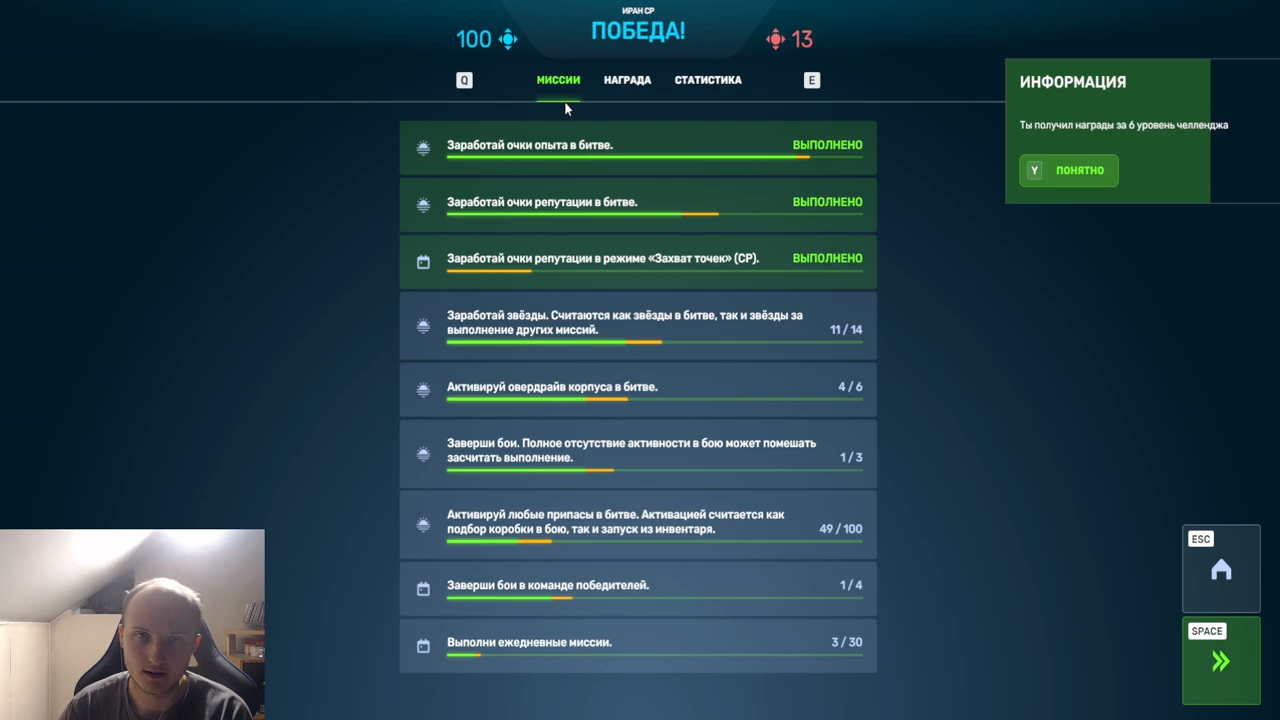 ИРАН CP
ПОБЕДА!
100
13
Q
МИССИИ
НАГРАДА
СТАТИСТИКА
E
ИНФОРМАЦИЯ
Ты получил награды за 6 уровень челленджа
Y ПОНЯТНО
Заработай очки опыта в битве. ВЫПОЛНЕНО
Заработай очки репутации в битве. ВЫПОЛНЕНО
Заработай очки репутации в режиме «Захват точек» (CP). ВЫПОЛНЕНО
Заработай звёзды. Считаются как звёзды в битве, так и звёзды за
выполнение других миссий. 11 / 14
Активируй овердрайв корпуса в битве. 4 / 6
Заверши бои. Полное отсутствие активности в бою может помешать
засчитать выполнение. 1 / 3
Активируй любые припасы в битве. Активацией считается как
подбор коробки в бою, так и запуск из инвентаря. 49 / 100
Заверши бои в команде победителей. 1 / 4
Выполни ежедневные миссии. 3 / 30
ESC
SPACE